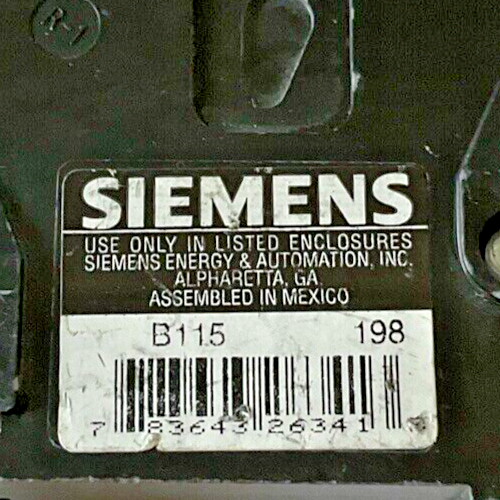 R-1
SIEMENS
USE ONLY IN LISTED ENCLOSURES
SIEMENS ENERGY & AUTOMATION, INC.
ALPHARETTA, GA
ASSEMBLED IN MEXICO
B115 198
7 83643 26341